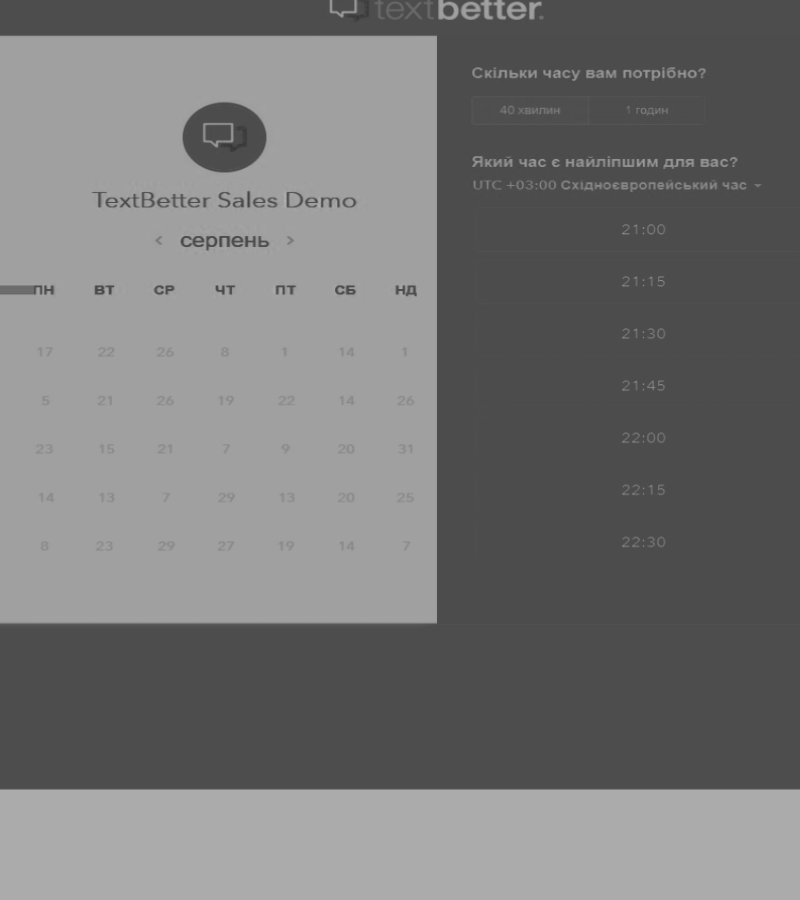 textbetter.
TextBetter Sales Demo
< серпень >
ПН ВТ СР ЧТ ПТ СБ НД
17 22 26 8 1 14 1
5 21 26 19 22 14 26
23 15 21 7 9 20 31
14 13 7 29 13 20 25
8 23 29 27 19 14 7
Скільки часу вам потрібно?
40 хвилин 1 годин
Який час є найліпшим для вас?
UTC +03:00 Східноєвропейський час
21:00
21:15
21:30
21:45
22:00
22:15
22:30